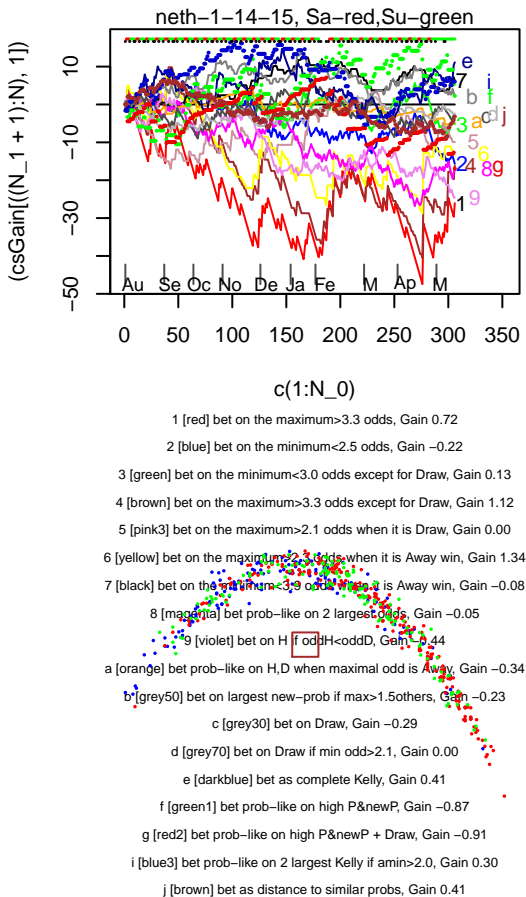 neth−1−14−15, Sa−red,Su−green
(csGain[((N_1 + 1):N), 1])
10
−10
−30
−50
e
7
i
b
f
3
a
c
d
j
5
6
2
4
8
g
9
1
Au
Se
Oc
No
De
Ja
Fe
M
Ap
M
0 50 100 150 200 250 300 350
c(1:N_0)
1 [red] bet on the maximum>3.3 odds, Gain 0.72
2 [blue] bet on the minimum<2.5 odds, Gain −0.22
3 [green] bet on the minimum<3.0 odds except for Draw, Gain 0.13
4 [brown] bet on the maximum>3.3 odds except for Draw, Gain 1.12
5 [pink3] bet on the maximum>2.1 odds when it is Draw, Gain 0.00
6 [yellow] bet on the maximum>2.3 odds when it is Away win, Gain 1.34
7 [black] bet on the minimum<3.9 odds when it is Away win, Gain −0.08
8 [magenta] bet prob−like on 2 largest odds, Gain −0.05
9 [violet] bet on H if oddH<oddD, Gain −0.44
a [orange] bet prob−like on H,D when maximal odd is Away, Gain −0.34
b [grey50] bet on largest new−prob if max>1.5others, Gain −0.23
c [grey30] bet on Draw, Gain −0.29
d [grey70] bet on Draw if min odd>2.1, Gain 0.00
e [darkblue] bet as complete Kelly, Gain 0.41
f [green1] bet prob−like on high P&newP, Gain −0.87
g [red2] bet prob−like on high P&newP + Draw, Gain −0.91
i [blue3] bet prob−like on 2 largest Kelly if amin>2.0, Gain 0.30
j [brown] bet as distance to similar probs, Gain 0.41